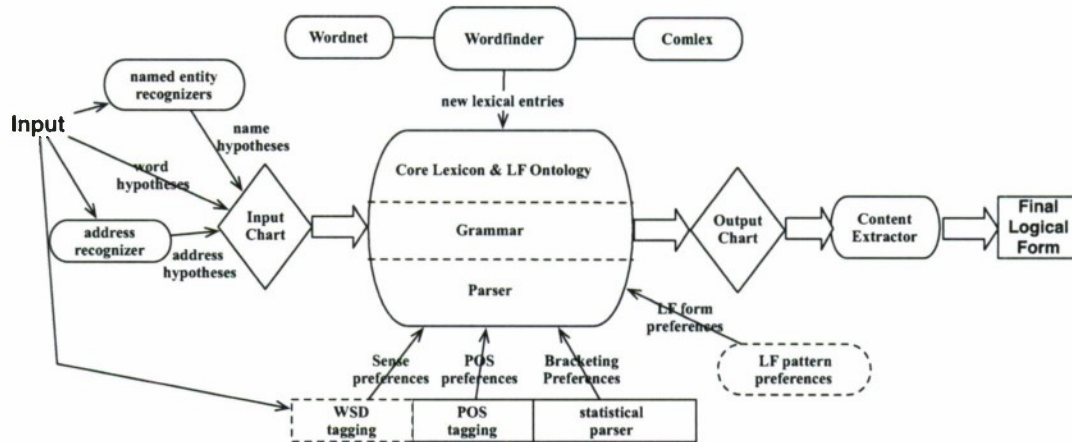 Wordnet
Wordfinder
Comlex
named entity
recognizers
new lexical entries
Input
name
hypotheses
word
hypotheses
Core Lexicon & LF Ontology
Input
Chart
address
recognizer
address
hypotheses
Grammar
Output
Chart
Content
Extractor
Final
Logical
Form
Parser
LF form
preferences
Sense
preferences
POS
preferences
Bracketing
Preferences
LF pattern
preferences
WSD
tagging
POS
tagging
statistical
parser